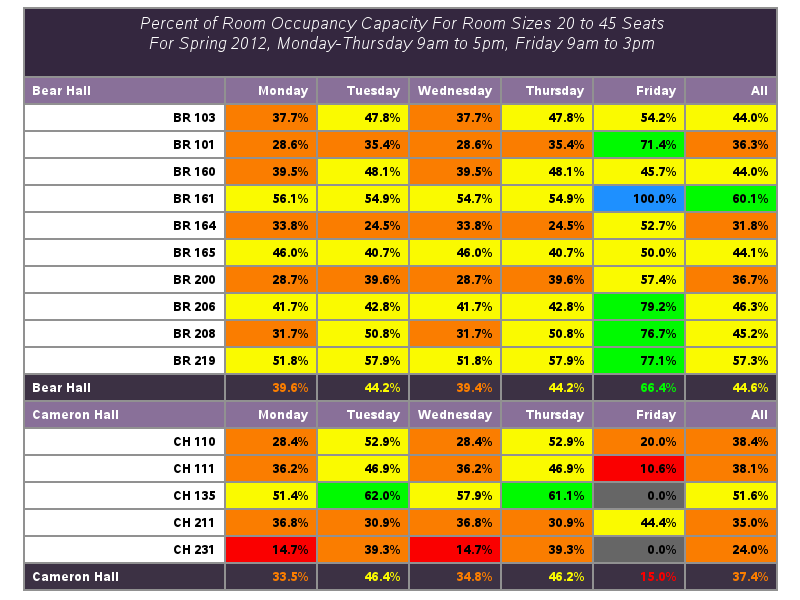 Percent of Room Occupancy Capacity For Room Sizes 20 to 45 Seats
For Spring 2012, Monday-Thursday 9am to 5pm, Friday 9am to 3pm
Bear Hall Monday Tuesday Wednesday Thursday Friday All
BR 103 37.7% 47.8% 37.7% 47.8% 54.2% 44.0%
BR 101 28.6% 35.4% 28.6% 35.4% 71.4% 36.3%
BR 160 39.5% 48.1% 39.5% 48.1% 45.7% 44.0%
BR 161 56.1% 54.9% 54.7% 54.9% 100.0% 60.1%
BR 164 33.8% 24.5% 33.8% 24.5% 52.7% 31.8%
BR 165 46.0% 40.7% 46.0% 40.7% 50.0% 44.1%
BR 200 28.7% 39.6% 28.7% 39.6% 57.4% 36.7%
BR 206 41.7% 42.8% 41.7% 42.8% 79.2% 46.3%
BR 208 31.7% 50.8% 31.7% 50.8% 76.7% 45.2%
BR 219 51.8% 57.9% 51.8% 57.9% 77.1% 57.3%
Bear Hall 39.6% 44.2% 39.4% 44.2% 66.4% 44.6%
Cameron Hall Monday Tuesday Wednesday Thursday Friday All
CH 110 28.4% 52.9% 28.4% 52.9% 20.0% 38.4%
CH 111 36.2% 46.9% 36.2% 46.9% 10.6% 38.1%
CH 135 51.4% 62.0% 57.9% 61.1% 0.0% 51.6%
CH 211 36.8% 30.9% 36.8% 30.9% 44.4% 35.0%
CH 231 14.7% 39.3% 14.7% 39.3% 0.0% 24.0%
Cameron Hall 33.5% 46.4% 34.8% 46.2% 15.0% 37.4%